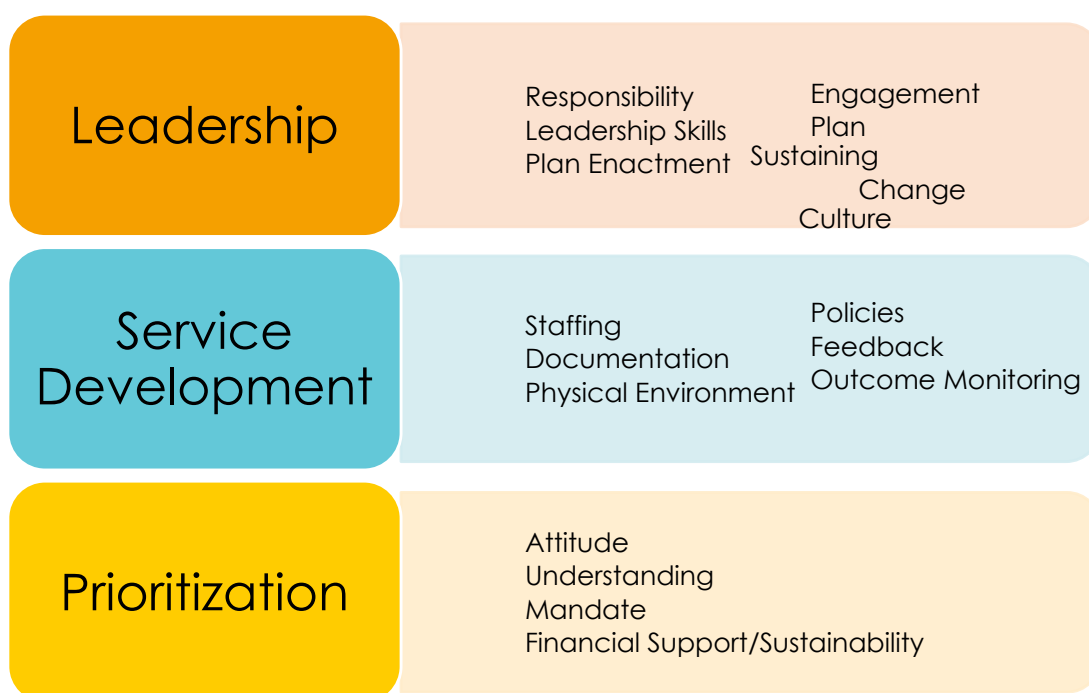 Leadership
Responsibility
Leadership Skills
Plan Enactment
Engagement
Plan
Sustaining
Change
Culture
Service
Development
Staffing
Documentation
Physical Environment
Policies
Feedback
Outcome Monitoring
Prioritization
Attitude
Understanding
Mandate
Financial Support/Sustainability